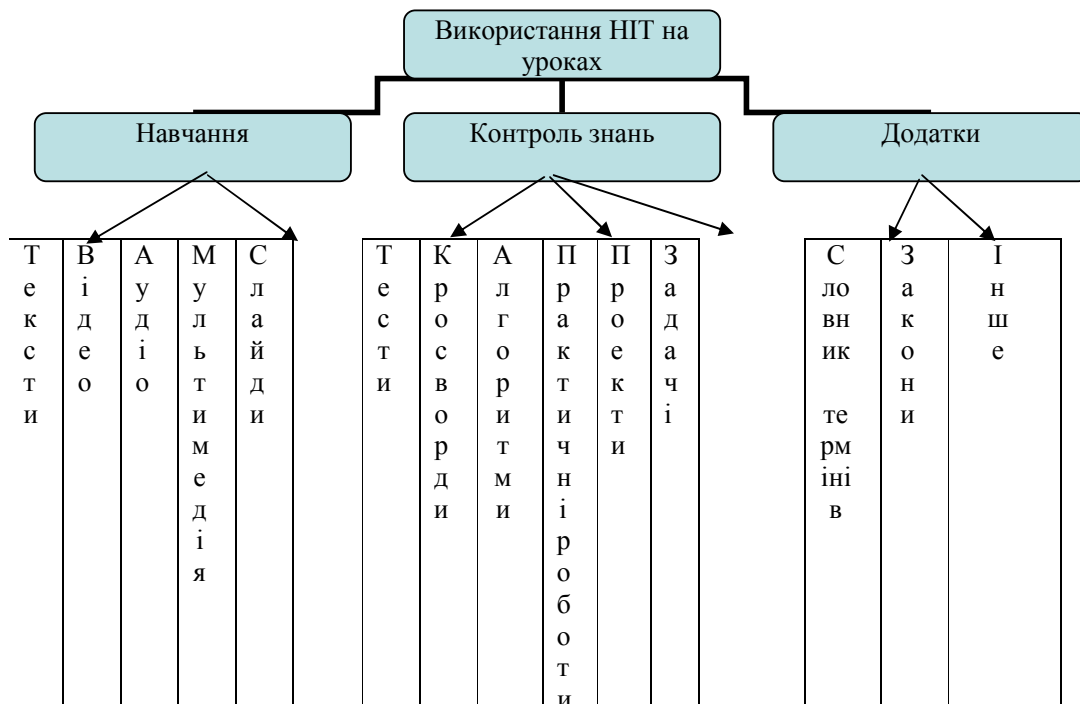 Використання НІТ на
уроках
Навчання
Контроль знань
Додатки
Тексти
Відео
Аудіо
Мультимедія
Слайди
Тести
Кросворди
Алгоритми
Практичні роботи
Проекти
Задачі
Словник термінів
Закони
Інше